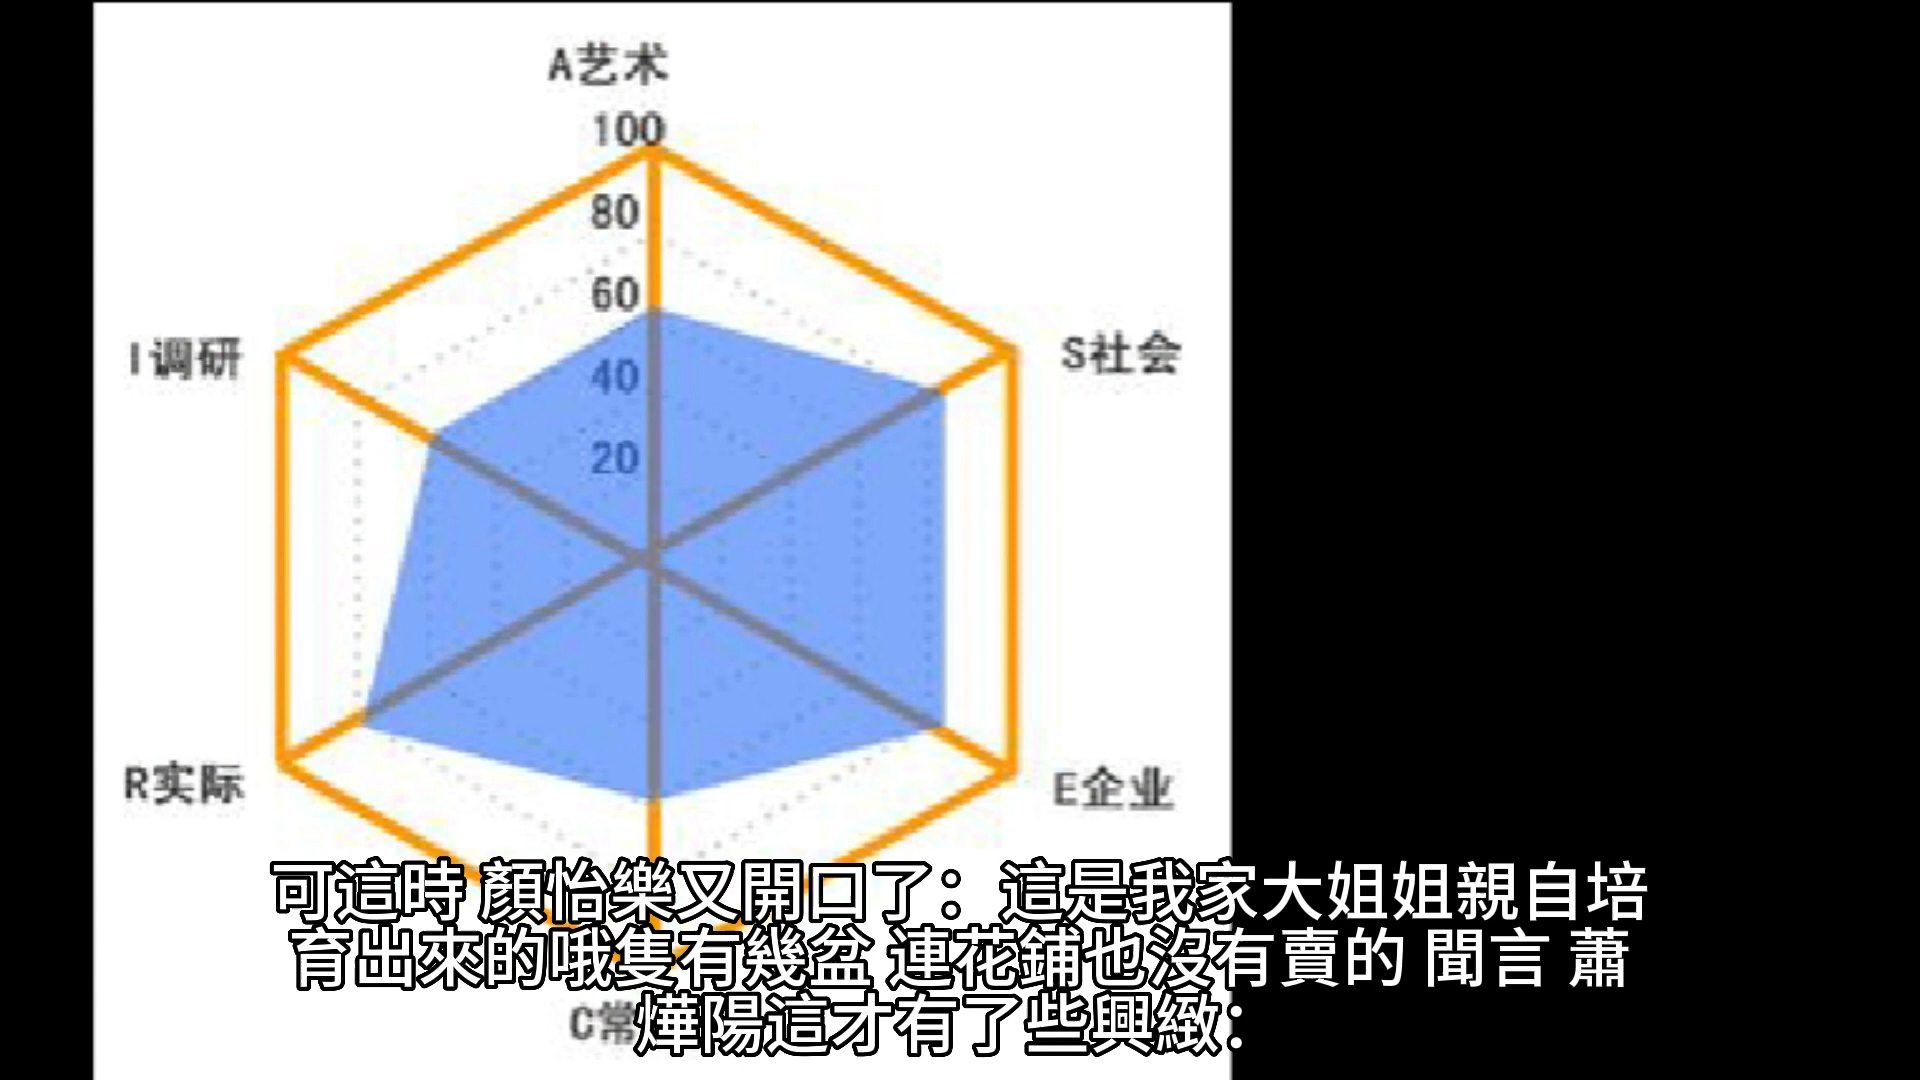 A艺术
100
80
60
40
20
I调研
S社会
R实际
E企业
C常
可這時 顏怡樂又開口了：這是我家大姐姐親自培
育出來的哦隻有幾盆 連花鋪也沒有賣的 聞言 蕭
燁陽這才有了些興緻：